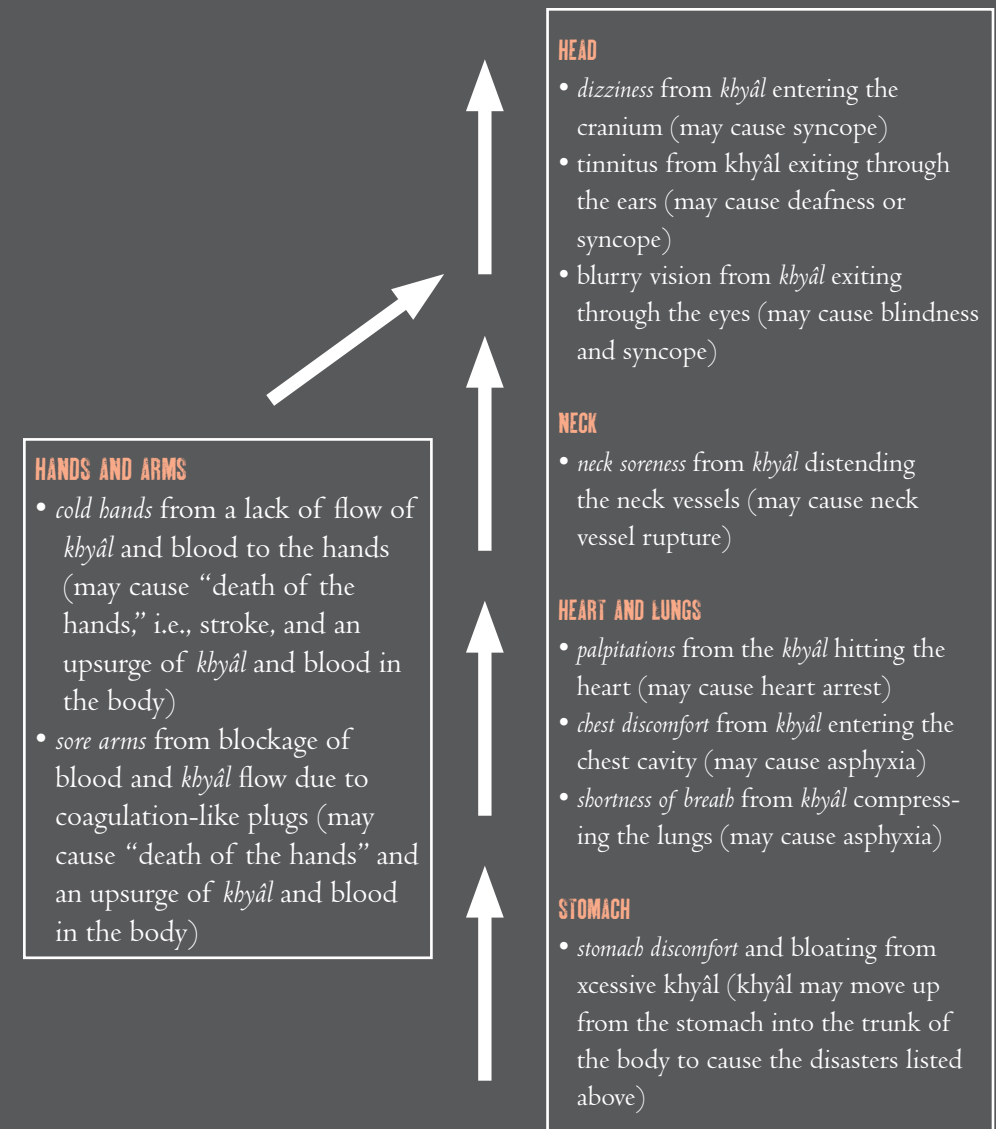 HEAD
• dizziness from khyâl entering the
cranium (may cause syncope)
• tinnitus from khyâl exiting through
the ears (may cause deafness or
syncope)
• blurry vision from khyâl exiting
through the eyes (may cause blindness
and syncope)
NECK
• neck soreness from khyâl distending
the neck vessels (may cause neck
vessel rupture)
HEART AND LUNGS
• palpitations from the khyâl hitting the
heart (may cause heart arrest)
• chest discomfort from khyâl entering the
chest cavity (may cause asphyxia)
• shortness of breath from khyâl compress-
ing the lungs (may cause asphyxia)
STOMACH
• stomach discomfort and bloating from
xcessive khyâl (khyâl may move up
from the stomach into the trunk of
the body to cause the disasters listed
above)
HANDS AND ARMS
• cold hands from a lack of flow of
khyâl and blood to the hands
(may cause “death of the
hands,” i.e., stroke, and an
upsurge of khyâl and blood in
the body)
• sore arms from blockage of
blood and khyâl flow due to
coagulation-like plugs (may
cause “death of the hands” and
an upsurge of khyâl and blood
in the body)